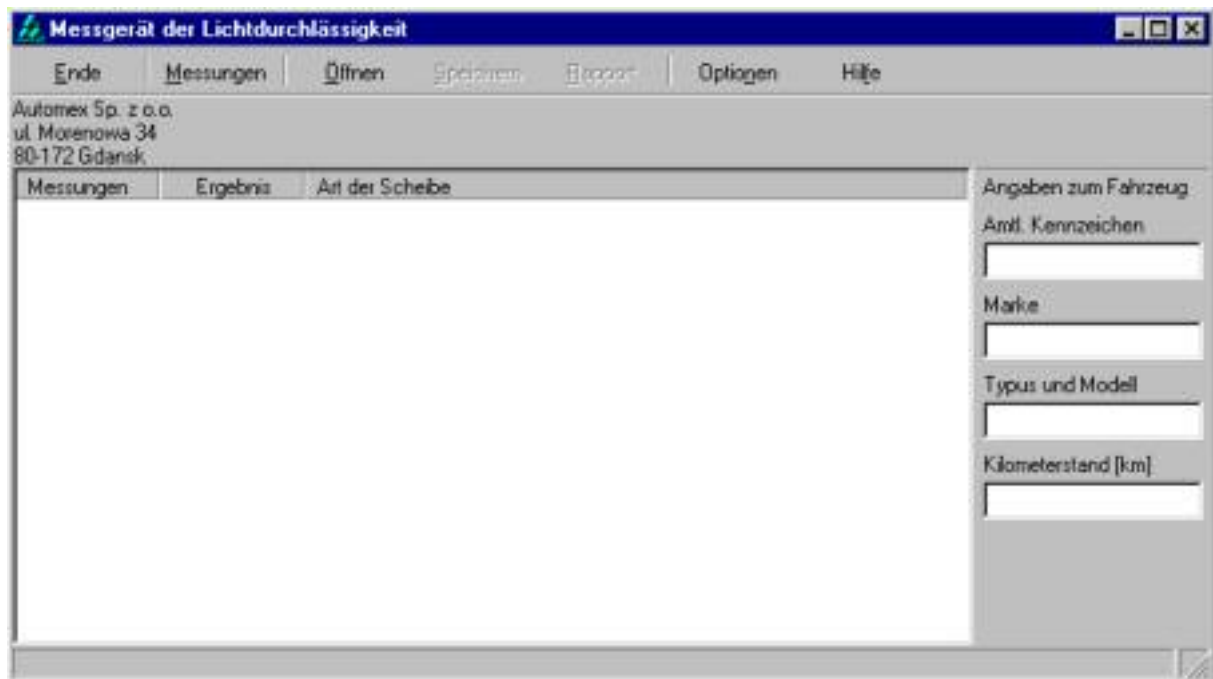 Messgerät der Lichtdurchlässigkeit
Ende Messungen Öffnen Speichern Rapport Optionen Hilfe
Automex Sp. z o.o.
ul. Morenowa 34
80-172 Gdansk
Messungen Ergebnis Art der Scheibe
Angaben zum Fahrzeug
Amtl. Kennzeichen
Marke
Typus und Modell
Kilometerstand [km]